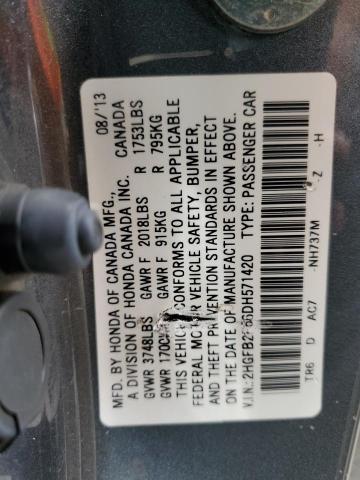 MFD. BY HONDA OF CANADA MFG., 08/'13
A DIVISION OF HONDA CANADA INC. CANADA
GVWR 3748LBS GAWR F 2018LBS R 1753LBS
GVWR 1700KG GAWR F 915KG R 795KG
THIS VEHICLE CONFORMS TO ALL APPLICABLE
FEDERAL MOTOR VEHICLE SAFETY, BUMPER,
AND THEFT PREVENTION STANDARDS IN EFFECT
ON THE DATE OF MANUFACTURE SHOWN ABOVE.
V.I.N.: TYPE: PASSENGER CAR
TR6 D AC7 NH737M Z -H